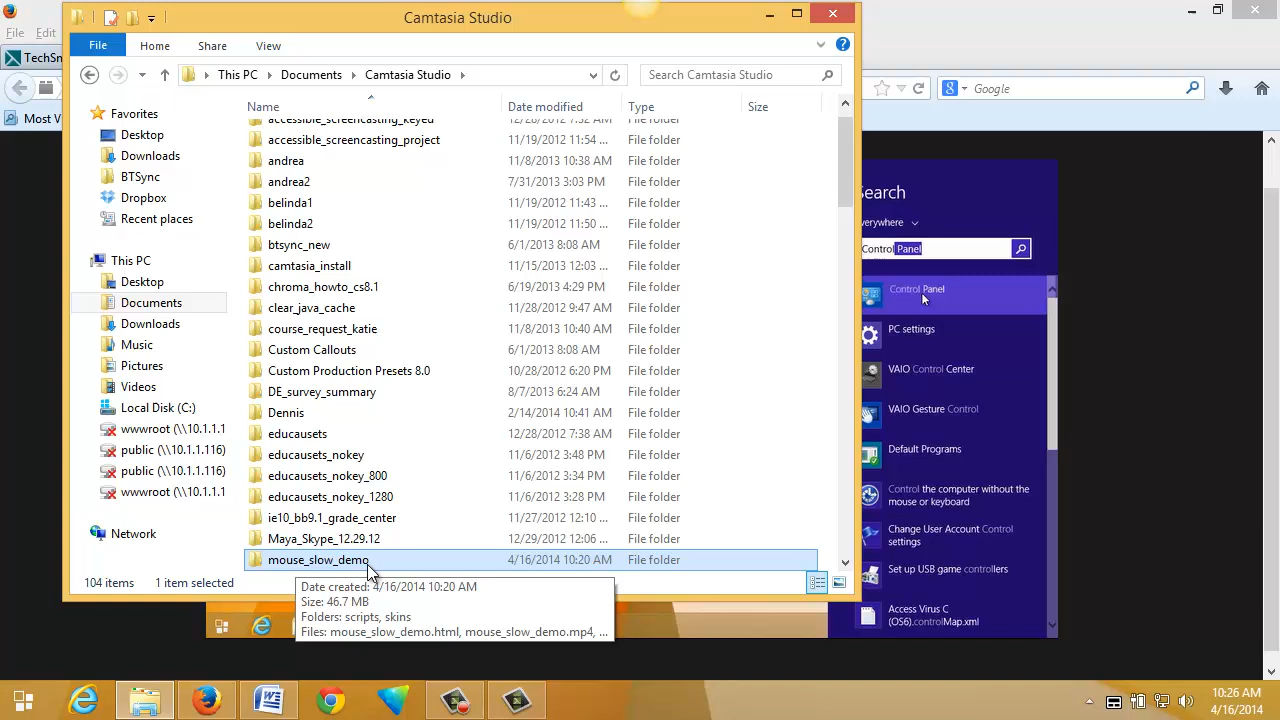 Camtasia Studio
File Edit
File Home Share View
TechSm
This PC Documents Camtasia Studio
Search Camtasia Studio
Google
Most V
Name Date modified Type Size
Favorites
Desktop
Downloads
BTSync
Dropbox
Recent places
This PC
Desktop
Documents
Downloads
Music
Pictures
Videos
Local Disk (C:)
wwwroot (\\10.1.1.1
public (\\10.1.1.116)
public (\\10.1.1.116)
wwwroot (\\10.1.1.1
Network
accessible_screencasting_keyed 12/28/2012 7:32 AM File folder
accessible_screencasting_project 11/19/2012 11:54 ... File folder
andrea 11/8/2013 10:38 AM File folder
andrea2 7/31/2013 3:03 PM File folder
belinda1 11/19/2012 11:43 ... File folder
belinda2 11/19/2012 11:50 ... File folder
btsync_new 6/1/2013 8:08 AM File folder
camtasia_install 11/15/2013 12:03 ... File folder
chroma_howto_cs8.1 6/19/2013 4:29 PM File folder
clear_java_cache 11/28/2012 9:47 AM File folder
course_request_katie 11/8/2013 10:40 AM File folder
Custom Callouts 6/1/2013 8:08 AM File folder
Custom Production Presets 8.0 10/28/2012 6:20 PM File folder
DE_survey_summary 8/7/2013 6:24 AM File folder
Dennis 2/14/2014 10:41 AM File folder
educausets 12/28/2012 7:38 AM File folder
educausets_nokey 11/6/2012 3:48 PM File folder
educausets_nokey_800 11/6/2012 3:34 PM File folder
educausets_nokey_1280 11/6/2012 3:28 PM File folder
ie10_bb9.1_grade_center 11/27/2012 12:10 ... File folder
Maya_Skype_12.29.12 12/29/2012 12:06 ... File folder
mouse_slow_demo 4/16/2014 10:20 AM File folder
104 items 1 item selected
Date created: 4/16/2014 10:20 AM
Size: 46.7 MB
Folders: scripts, skins
Files: mouse_slow_demo.html, mouse_slow_demo.mp4, ...
Search
verywhere
Control Panel
Control Panel
PC settings
VAIO Control Center
VAIO Gesture Control
Default Programs
Control the computer without the
mouse or keyboard
Change User Account Control
settings
Set up USB game controllers
Access Virus C
(OS6).controlMap.xml
10:26 AM
4/16/2014